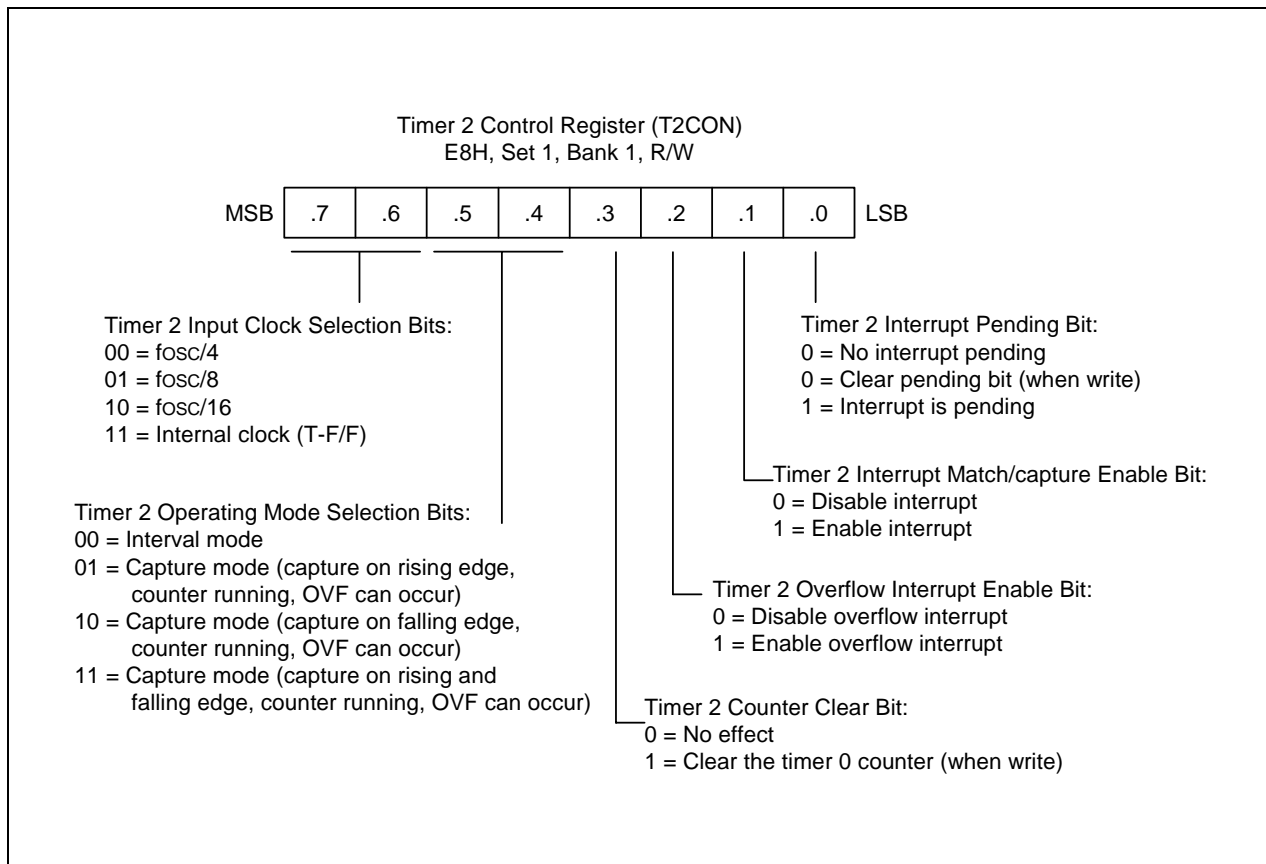 Timer 2 Control Register (T2CON)
E8H, Set 1, Bank 1, R/W
MSB .7 .6 .5 .4 .3 .2 .1 .0 LSB
Timer 2 Input Clock Selection Bits:
00 = fOSC/4
01 = fOSC/8
10 = fOSC/16
11 = Internal clock (T-F/F)
Timer 2 Operating Mode Selection Bits:
00 = Interval mode
01 = Capture mode (capture on rising edge,
counter running, OVF can occur)
10 = Capture mode (capture on falling edge,
counter running, OVF can occur)
11 = Capture mode (capture on rising and
falling edge, counter running, OVF can occur)
Timer 2 Interrupt Pending Bit:
0 = No interrupt pending
0 = Clear pending bit (when write)
1 = Interrupt is pending
Timer 2 Interrupt Match/capture Enable Bit:
0 = Disable interrupt
1 = Enable interrupt
Timer 2 Overflow Interrupt Enable Bit:
0 = Disable overflow interrupt
1 = Enable overflow interrupt
Timer 2 Counter Clear Bit:
0 = No effect
1 = Clear the timer 0 counter (when write)